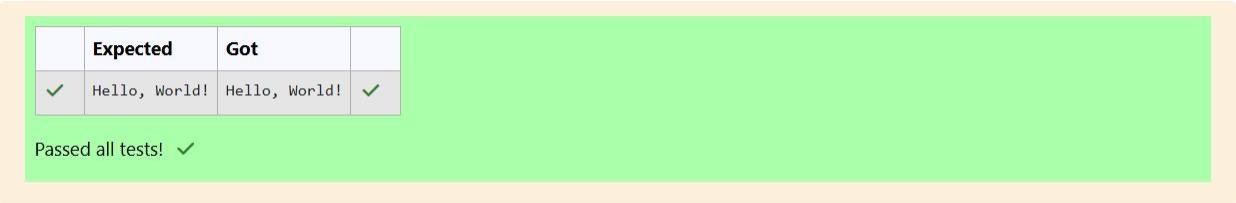 Expected Got
Hello, World! Hello, World!
Passed all tests!